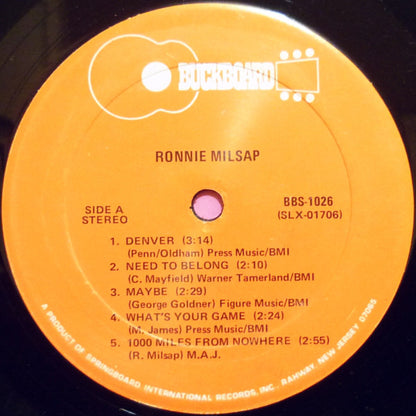 BUCKBOARD
RONNIE MILSAP
SIDE A
STEREO
BBS-1026
(SLX-01706)
1. DENVER (3:14)
(Penn/Oldham) Press Music/BMI
2. NEED TO BELONG (2:10)
(C. Mayfield) Warner Tamerland/BMI
3. MAYBE (2:29)
(George Goldner) Figure Music/BMI
4. WHAT'S YOUR GAME (2:24)
(M. James) Press Music/BMI
5. 1000 MILES FROM NOWHERE (2:55)
(R. Milsap) M.A.J.
A PRODUCT OF SPRINGBOARD INTERNATIONAL RECORDS, INC., RAHWAY, NEW JERSEY 07065